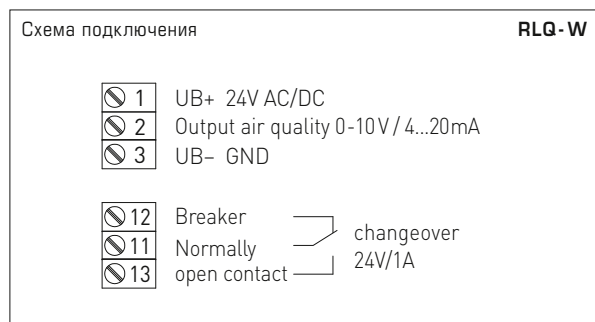 Схема подключения RLQ-W
1 UB+ 24V AC/DC
2 Output air quality 0-10V / 4...20mA
3 UB– GND
12 Breaker
11 Normally
13 open contact
changeover
24V/1A